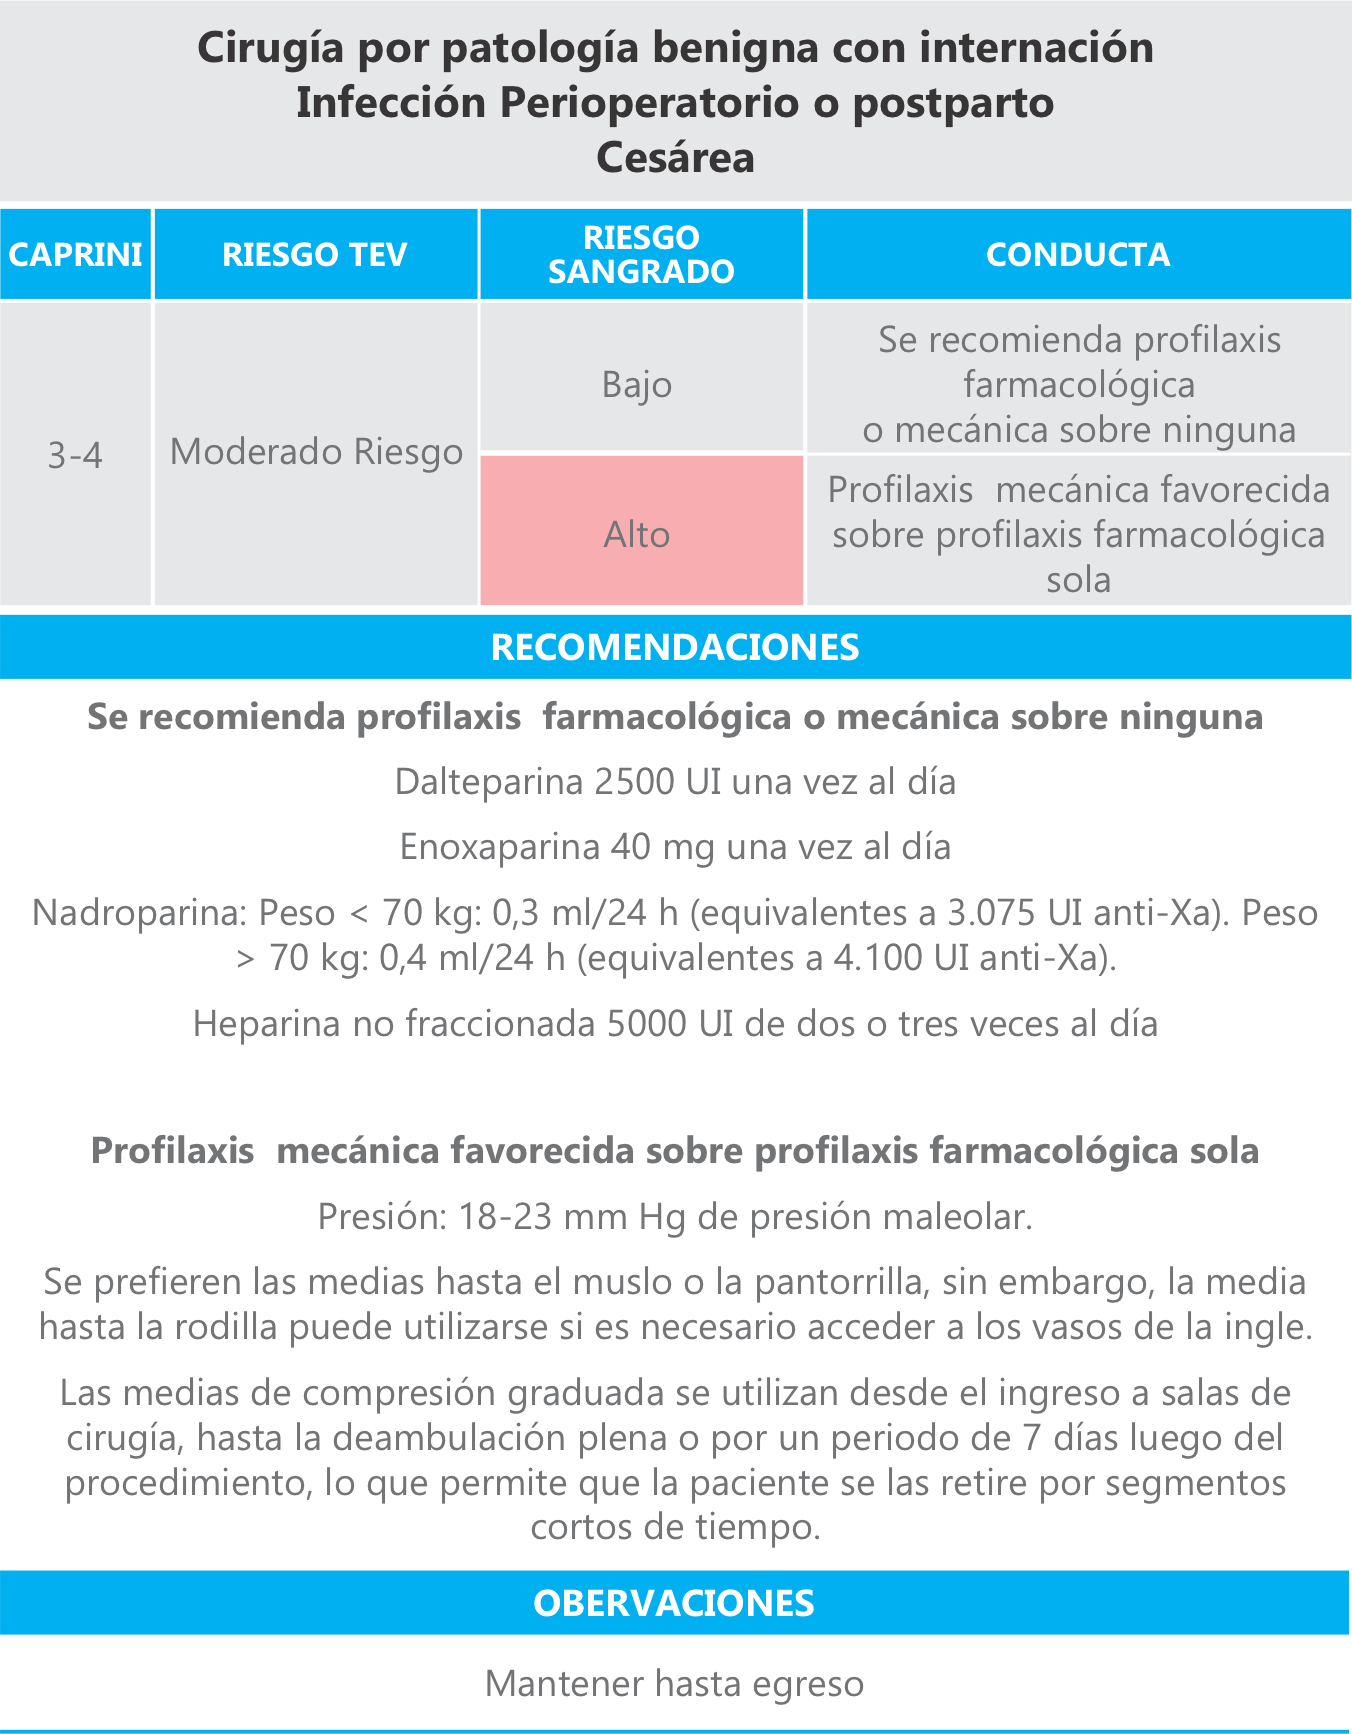 Cirugía por patología benigna con internación
Infección Perioperatorio o postparto
Cesárea
CAPRINI
RIESGO TEV
RIESGO
SANGRADO
CONDUCTA
3-4
Moderado Riesgo
Bajo
Se recomienda profilaxis
farmacológica
o mecánica sobre ninguna
Alto
Profilaxis  mecánica favorecida
sobre profilaxis farmacológica
sola
RECOMENDACIONES
Se recomienda profilaxis  farmacológica o mecánica sobre ninguna
Dalteparina 2500 UI una vez al día
Enoxaparina 40 mg una vez al día
Nadroparina: Peso < 70 kg: 0,3 ml/24 h (equivalentes a 3.075 UI anti-Xa). Peso
> 70 kg: 0,4 ml/24 h (equivalentes a 4.100 UI anti-Xa).
Heparina no fraccionada 5000 UI de dos o tres veces al día
Profilaxis  mecánica favorecida sobre profilaxis farmacológica sola
Presión: 18-23 mm Hg de presión maleolar.
Se prefieren las medias hasta el muslo o la pantorrilla, sin embargo, la media
hasta la rodilla puede utilizarse si es necesario acceder a los vasos de la ingle.
Las medias de compresión graduada se utilizan desde el ingreso a salas de
cirugía, hasta la deambulación plena o por un periodo de 7 días luego del
procedimiento, lo que permite que la paciente se las retire por segmentos
cortos de tiempo.
OBERVACIONES
Mantener hasta egreso